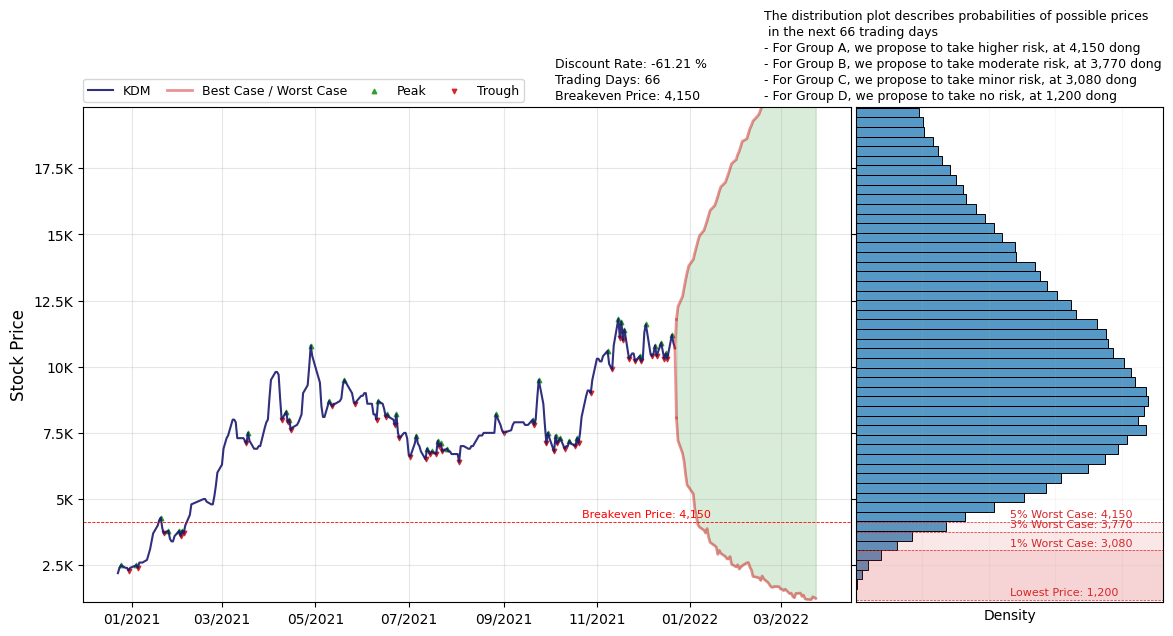 The distribution plot describes probabilities of possible prices
in the next 66 trading days
- For Group A, we propose to take higher risk, at 4,150 dong
- For Group B, we propose to take moderate risk, at 3,770 dong
- For Group C, we propose to take minor risk, at 3,080 dong
- For Group D, we propose to take no risk, at 1,200 dong
Discount Rate: -61.21 %
Trading Days: 66
Breakeven Price: 4,150
KDM
Best Case / Worst Case
Peak
Trough
Stock Price
17.5K
15K
12.5K
10K
7.5K
5K
2.5K
Breakeven Price: 4,150
5% Worst Case: 4,150
3% Worst Case: 3,770
1% Worst Case: 3,080
Lowest Price: 1,200
01/2021
03/2021
05/2021
07/2021
09/2021
11/2021
01/2022
03/2022
Density